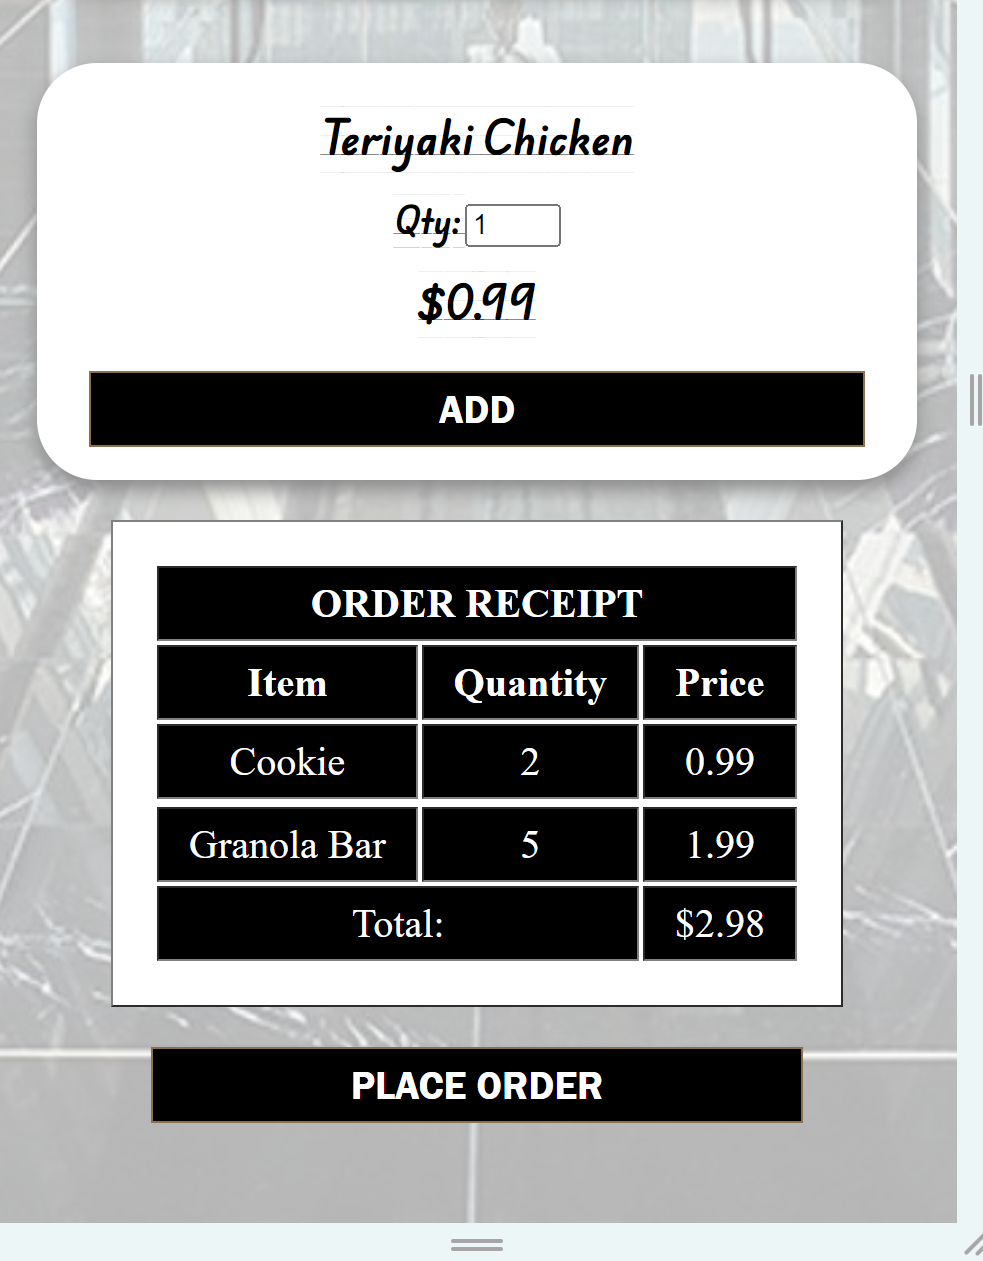 Teriyaki Chicken
Qty: 1
$0.99
ADD
ORDER RECEIPT
Item Quantity Price
Cookie 2 0.99
Granola Bar 5 1.99
Total: $2.98
PLACE ORDER